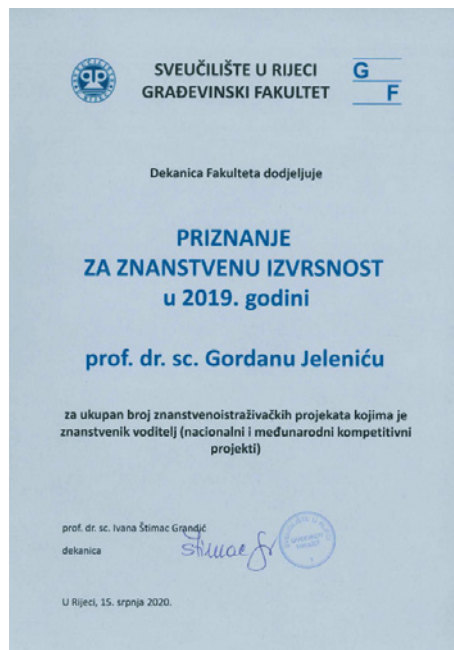 SVEUČILIŠTE U RIJECI
GRAĐEVINSKI FAKULTET
G
F
Dekanica Fakulteta dodjeljuje
PRIZNANJE
ZA ZNANSTVENU IZVRSNOST
u 2019. godini
prof. dr. sc. Gordanu Jeleniću
za ukupan broj znanstvenoistraživačkih projekata kojima je
znanstvenik voditelj (nacionalni i međunarodni kompetitivni
projekti)
prof. dr. sc. Ivana Štimac Grandić
dekanica
Štimac Gr
U Rijeci, 15. srpnja 2020.